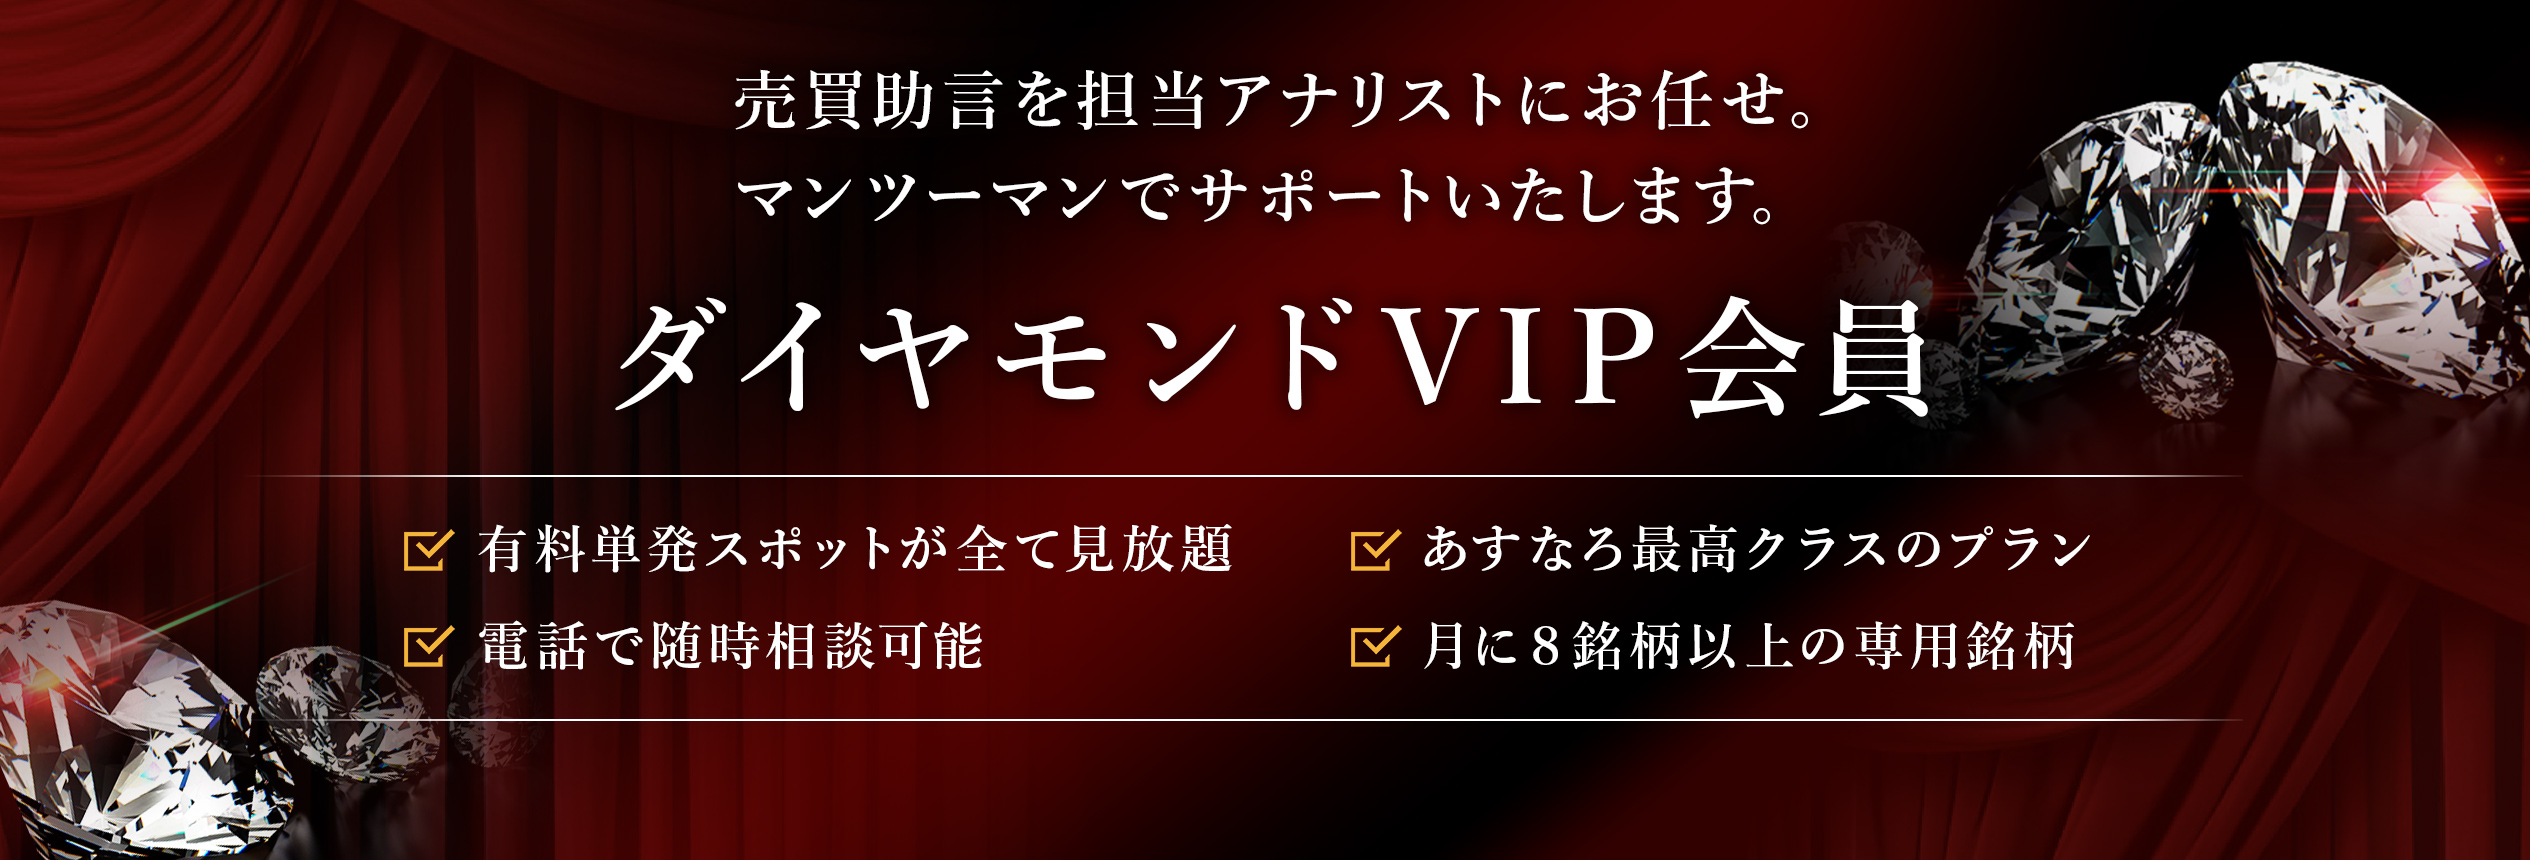 売買助言を担当アナリストにお任せ。
マンツーマンでサポートいたします。
ダイヤモンドVIP会員
有料単発スポットが全て見放題
あすなろ最高クラスのプラン
電話で随時相談可能
月に８銘柄以上の専用銘柄